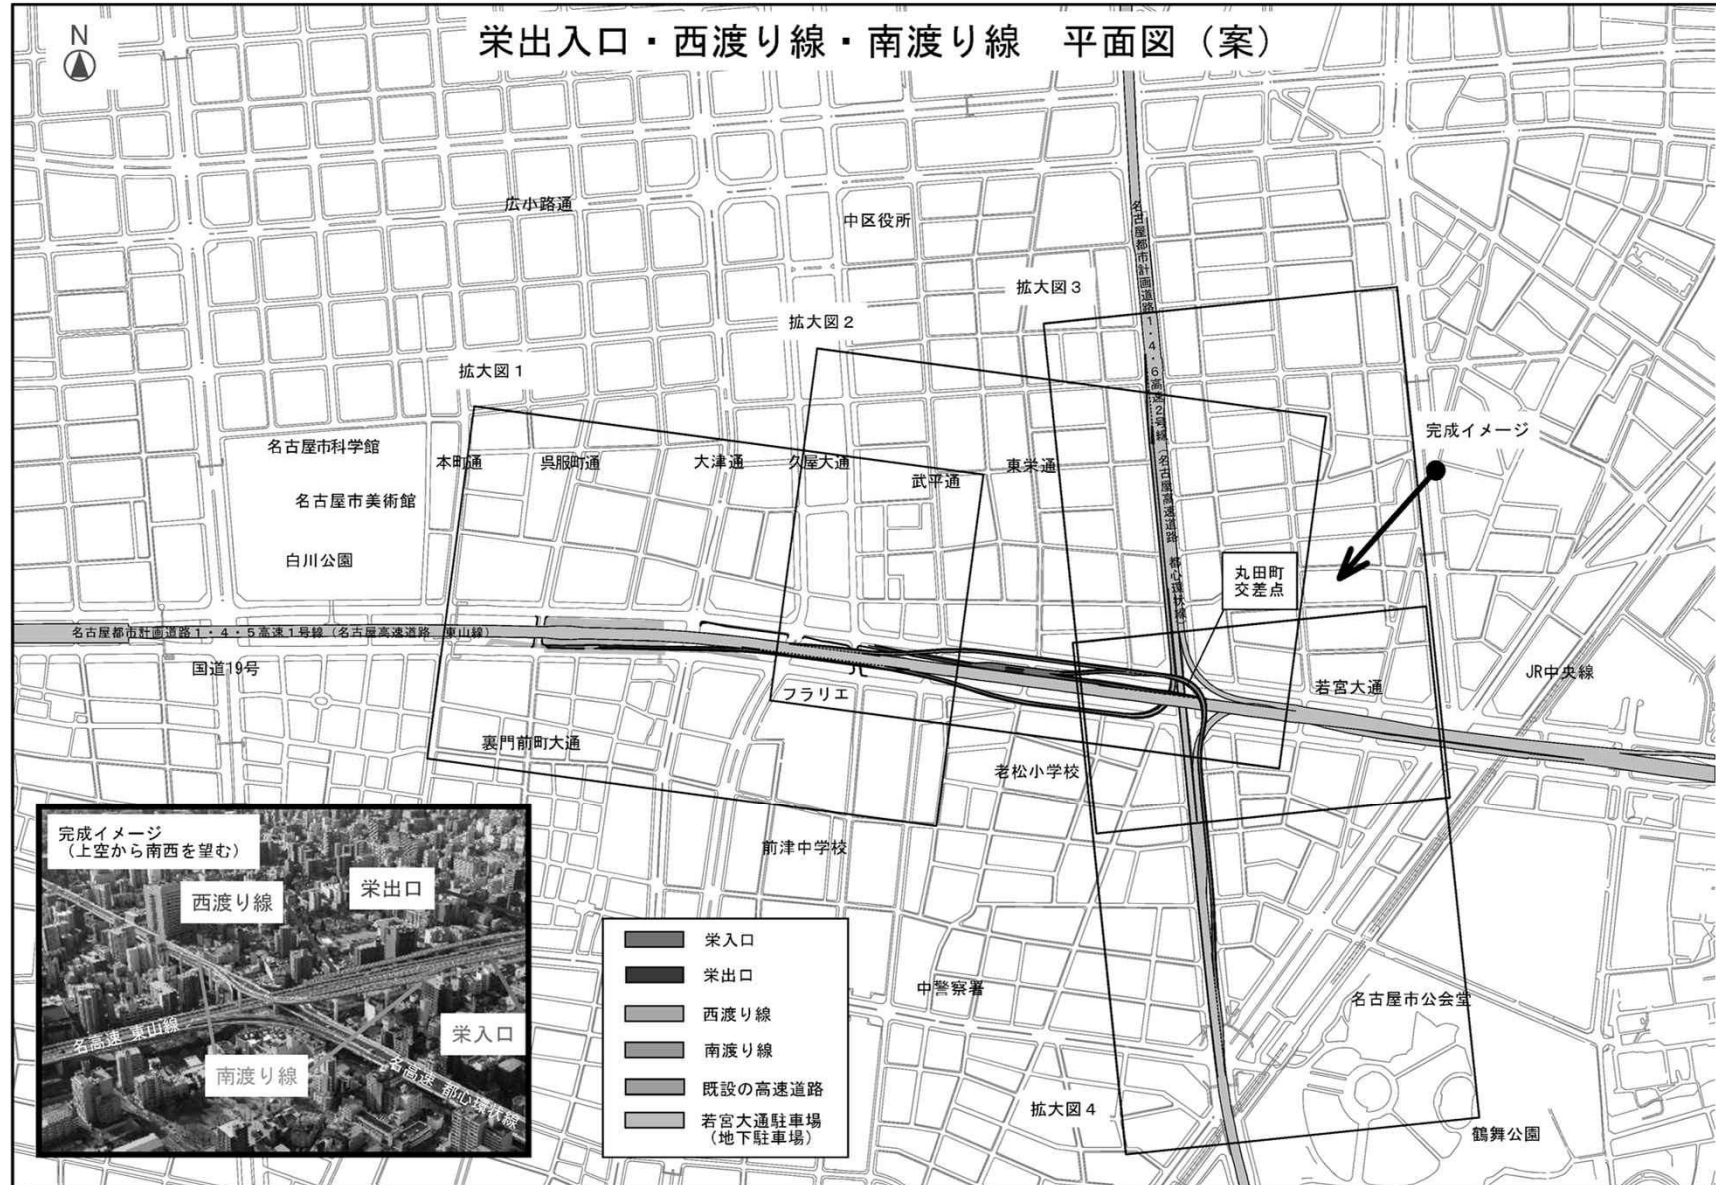 栄出入口・西渡り線・南渡り線　平面図（案）
N
広小路通
中区役所
名古屋都市計画道路1・4・6高速2号線（名古屋高速道路　都心環状線）
拡大図3
拡大図2
拡大図1
完成イメージ
名古屋市科学館
本町通
呉服町通
大津通
久屋大通
武平通
東栄通
名古屋市美術館
白川公園
丸田町
交差点
名古屋都市計画道路1・4・5高速1号線（名古屋高速道路　東山線）
国道19号
フラリエ
若宮大通
JR中央線
裏門前町大通
老松小学校
前津中学校
中警察署
名古屋市公会堂
拡大図4
鶴舞公園
完成イメージ
（上空から南西を望む）
西渡り線
栄出口
栄入口
南渡り線
名高速 東山線
名高速 都心環状線
栄入口
栄出口
西渡り線
南渡り線
既設の高速道路
若宮大通駐車場
（地下駐車場）